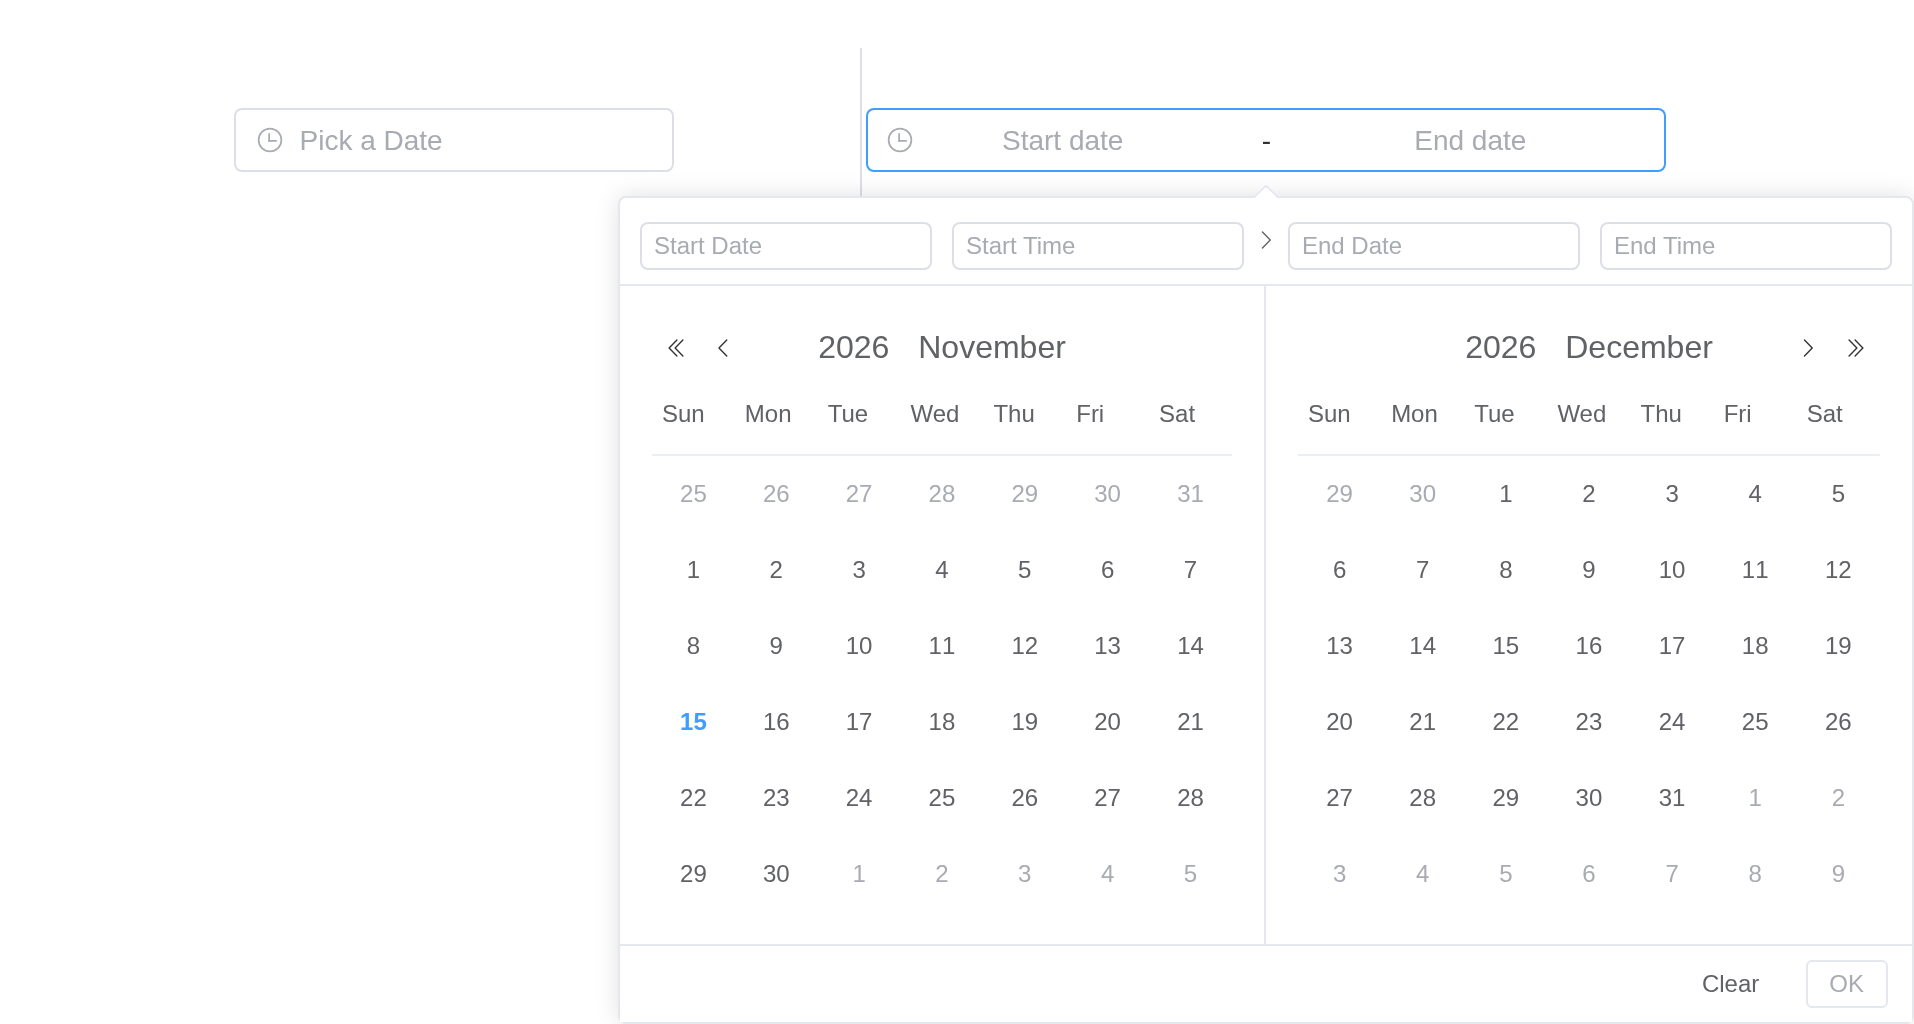 Pick a Date
Start date - End date
Start Date Start Time End Date End Time
2026 November
Sun Mon Tue Wed Thu Fri Sat
25 26 27 28 29 30 31
1 2 3 4 5 6 7
8 9 10 11 12 13 14
15 16 17 18 19 20 21
22 23 24 25 26 27 28
29 30 1 2 3 4 5
2026 December
Sun Mon Tue Wed Thu Fri Sat
29 30 1 2 3 4 5
6 7 8 9 10 11 12
13 14 15 16 17 18 19
20 21 22 23 24 25 26
27 28 29 30 31 1 2
3 4 5 6 7 8 9
Clear OK